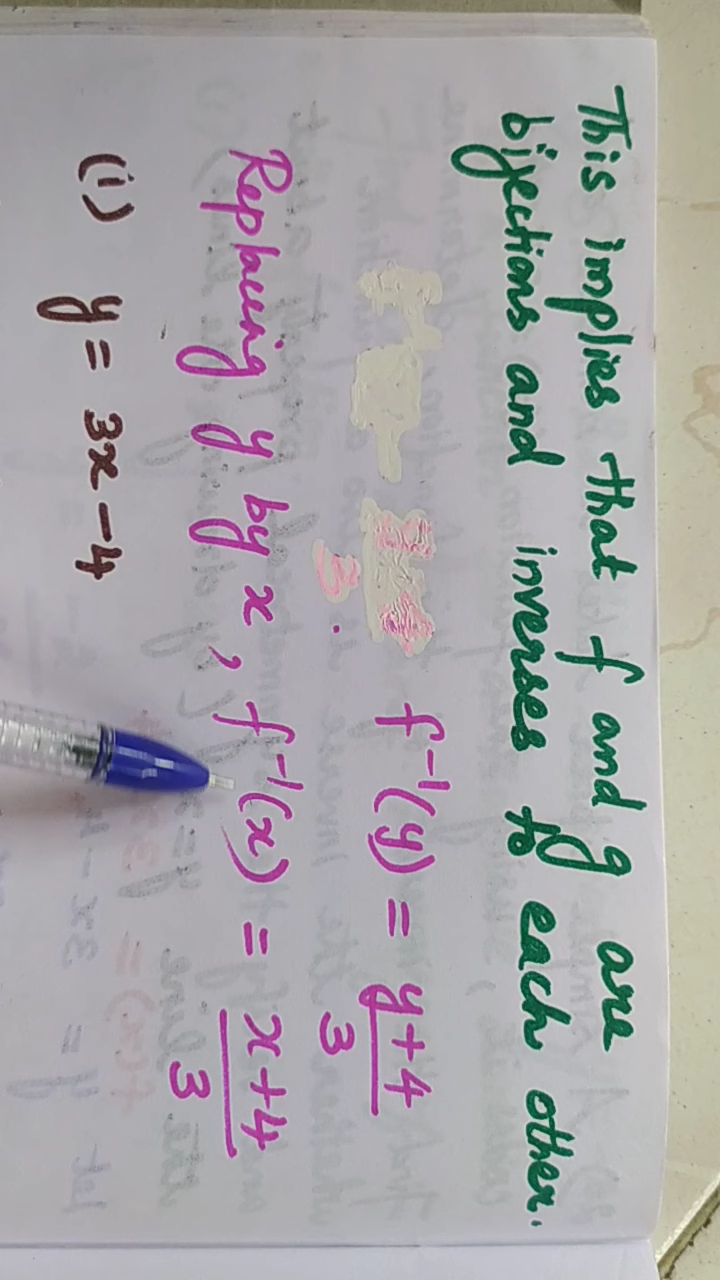 This implies that f and g are
bijections and inverses to each other.
f⁻¹(y) = y+4/3
Replacing y by x, f⁻¹(x) = x+4/3
(i) y = 3x-4